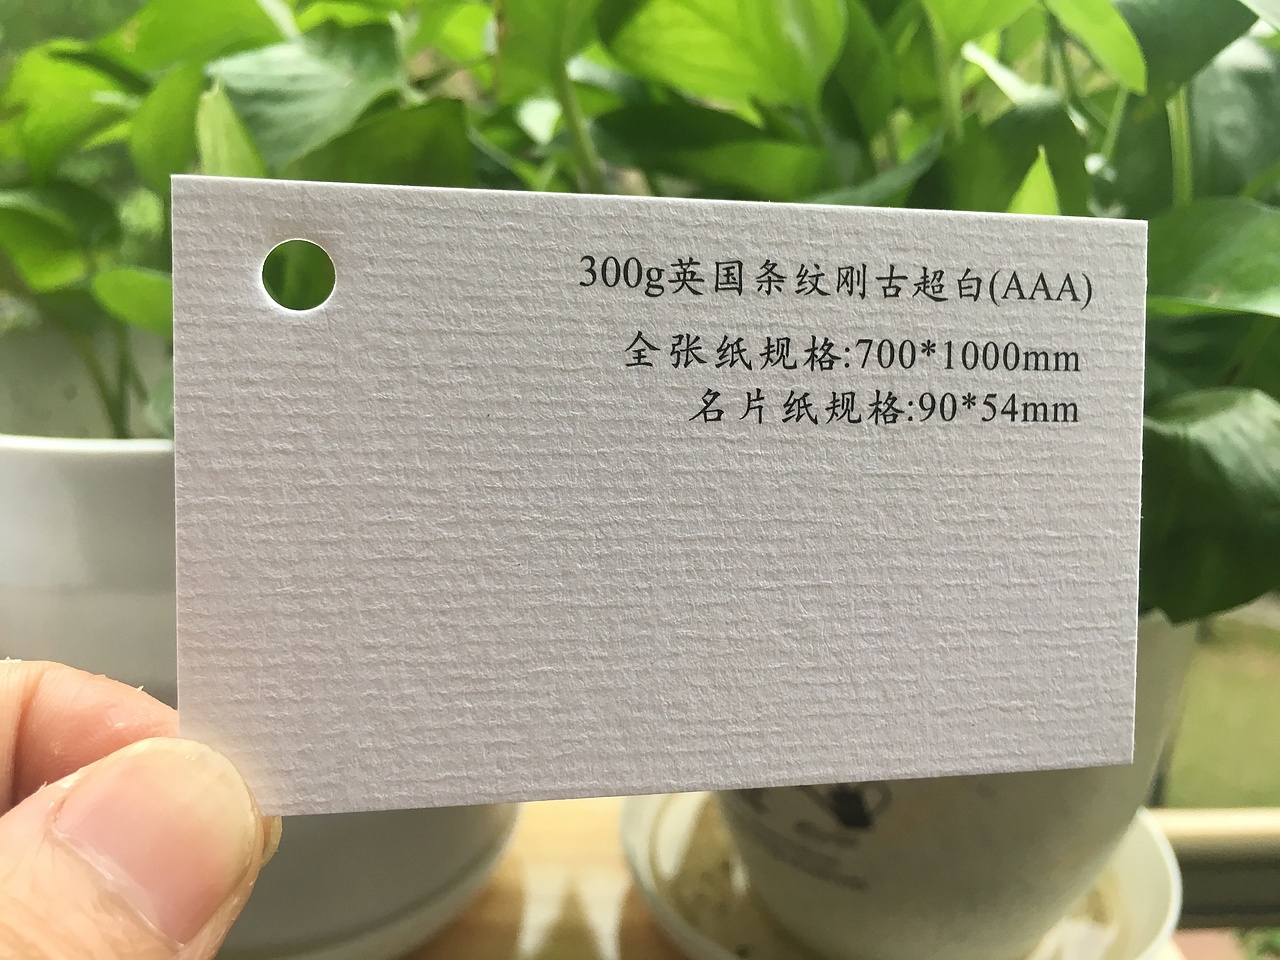 300g英国条纹刚古超白(AAA)
全张纸规格:700*1000mm
名片纸规格:90*54mm